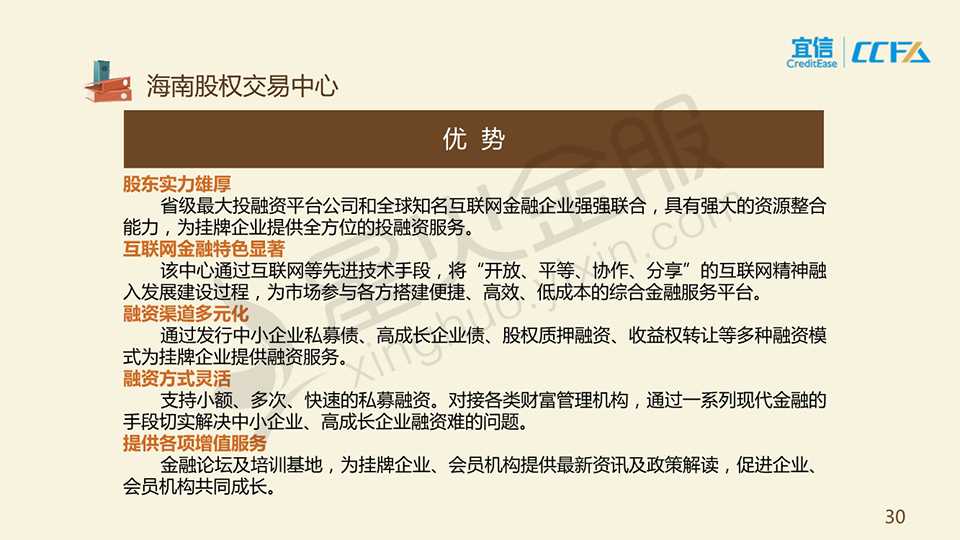 宜信
CreditEase
CCFA
海南股权交易中心
优 势
股东实力雄厚
省级最大投融资平台公司和全球知名互联网金融企业强强联合，具有强大的资源整合
能力，为挂牌企业提供全方位的投融资服务。
互联网金融特色显著
该中心通过互联网等先进技术手段，将“开放、平等、协作、分享”的互联网精神融
入发展建设过程，为市场参与各方搭建便捷、高效、低成本的综合金融服务平台。
融资渠道多元化
通过发行中小企业私募债、高成长企业债、股权质押融资、收益权转让等多种融资模
式为挂牌企业提供融资服务。
融资方式灵活
支持小额、多次、快速的私募融资。对接各类财富管理机构，通过一系列现代金融的
手段切实解决中小企业、高成长企业融资难的问题。
提供各项增值服务
金融论坛及培训基地，为挂牌企业、会员机构提供最新资讯及政策解读，促进企业、
会员机构共同成长。
星火金服
xinghuo.yixin.com
30